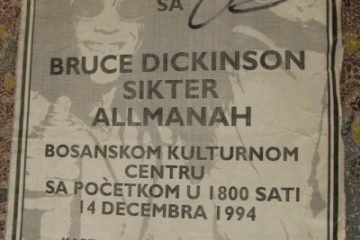 SA
BRUCE DICKINSON
SIKTER
ALLMANAH
BOSANSKOM KULTURNOM
CENTRU
SA POČETKOM U 1800 SATI
14 DECEMBRA 1994